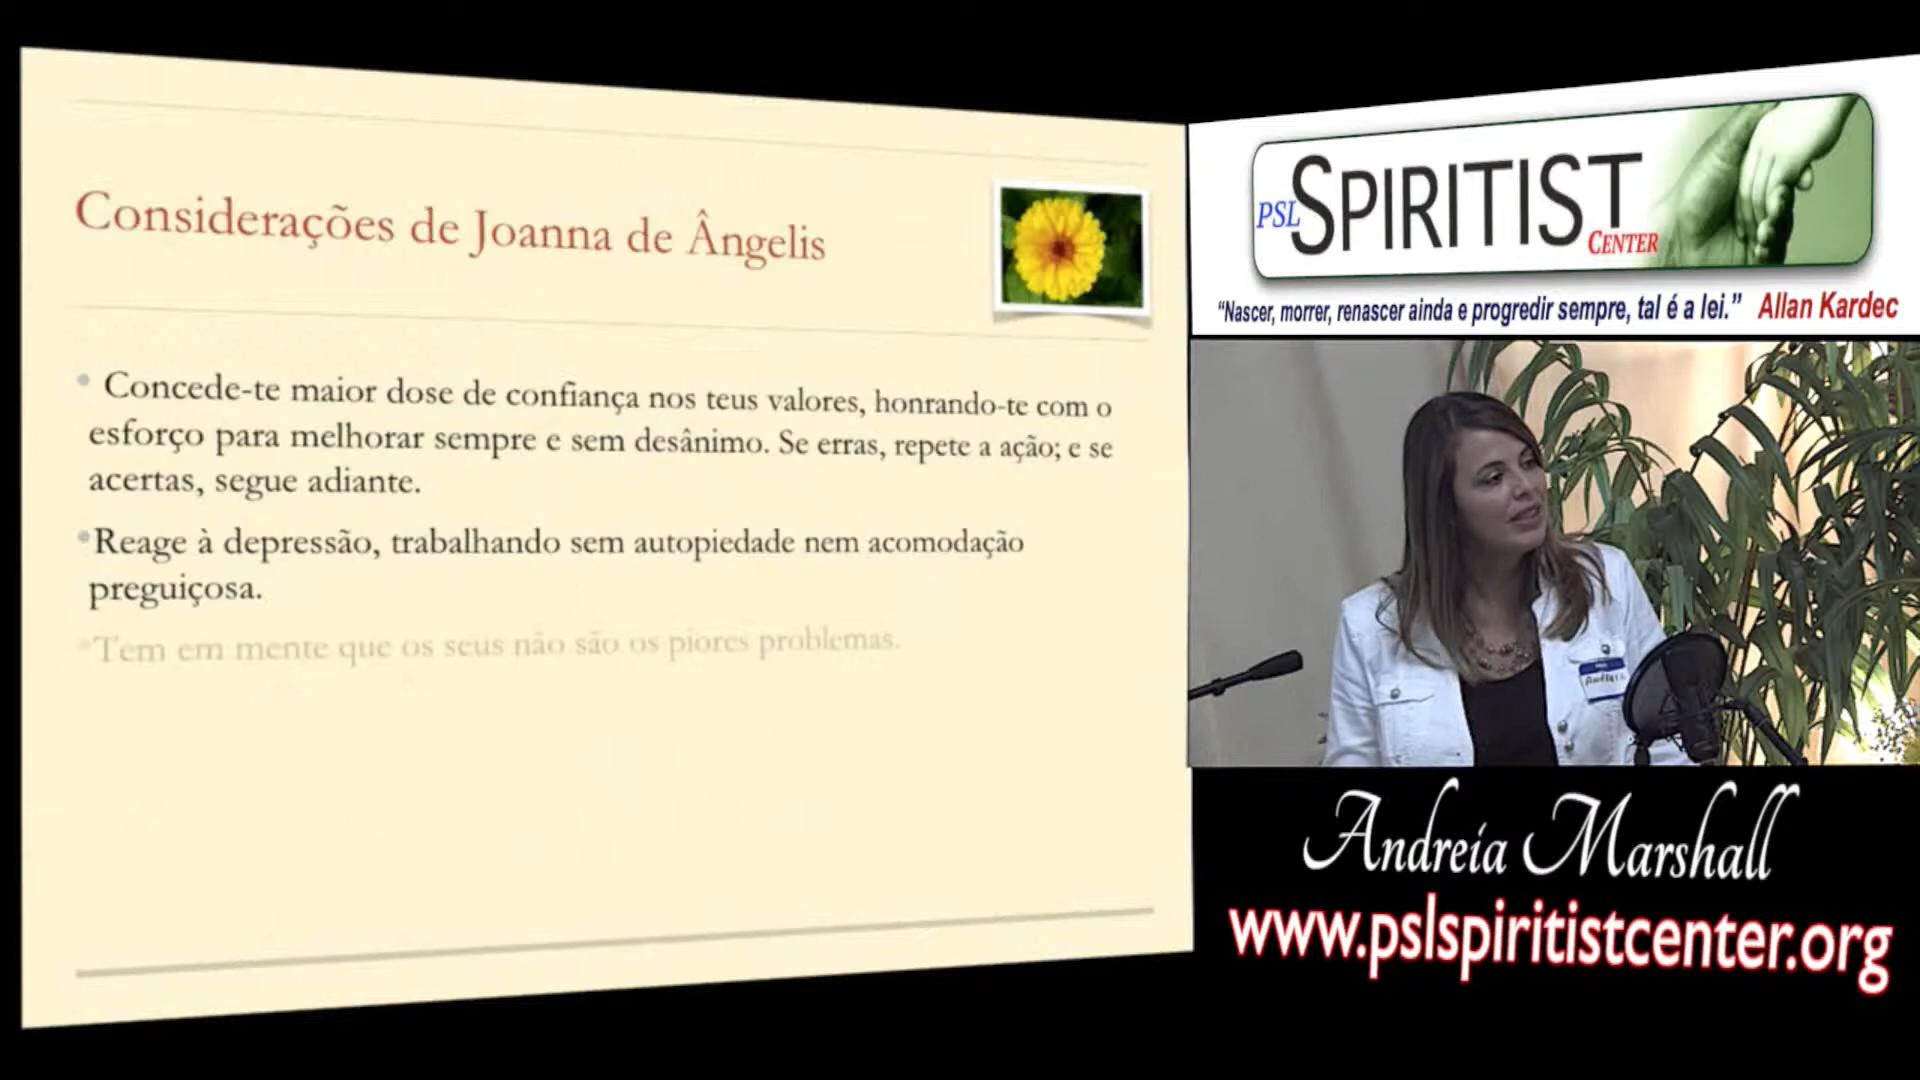 Considerações de Joanna de Ângelis
Concede-te maior dose de confiança nos teus valores, honrando-te com o
esforço para melhorar sempre e sem desânimo. Se erras, repete a ação; e se
acertas, segue adiante.
Reage à depressão, trabalhando sem autopiedade nem acomodação
preguiçosa.
Tem em mente que os seus não são os piores problemas.
PSL SPIRITIST
CENTER
“Nascer, morrer, renascer ainda e progredir sempre, tal é a lei.” Allan Kardec
Andreia Marshall
www.pslspiritistcenter.org